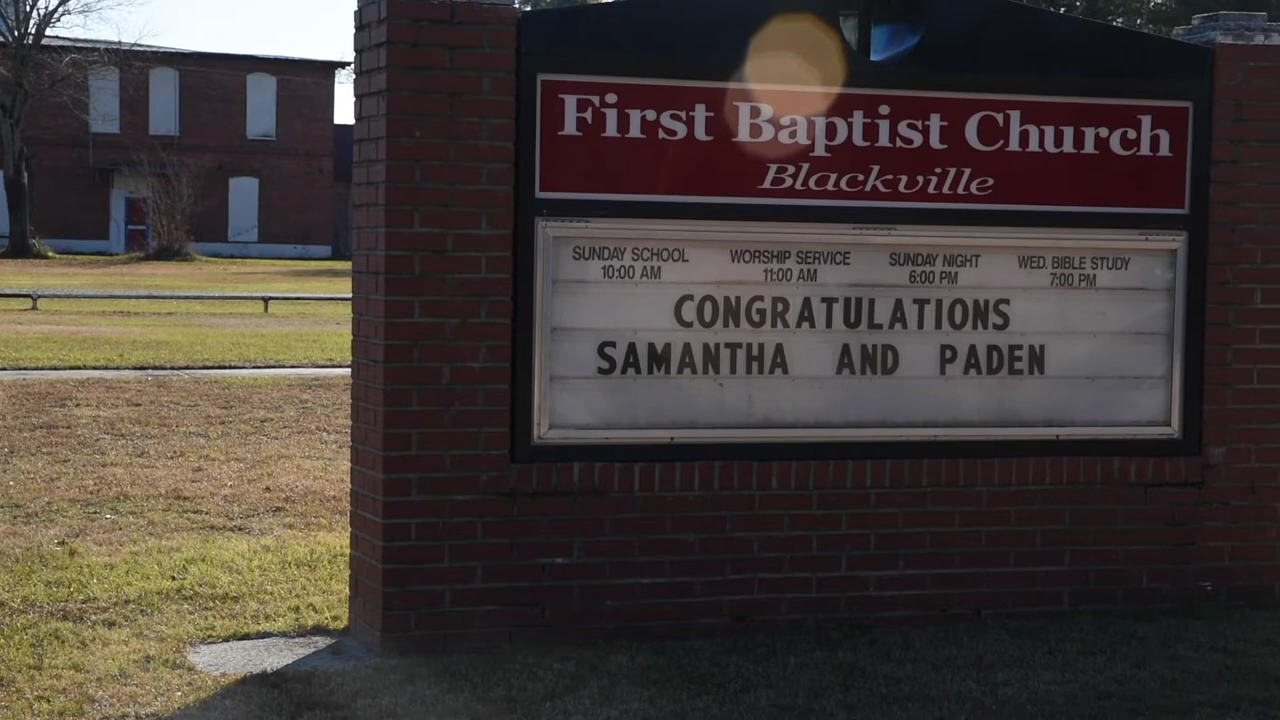 First Baptist Church
Blackville
SUNDAY SCHOOL WORSHIP SERVICE SUNDAY NIGHT WED. BIBLE STUDY
10:00 AM 11:00 AM 6:00 PM 7:00 PM
CONGRATULATIONS
SAMANTHA AND PADEN